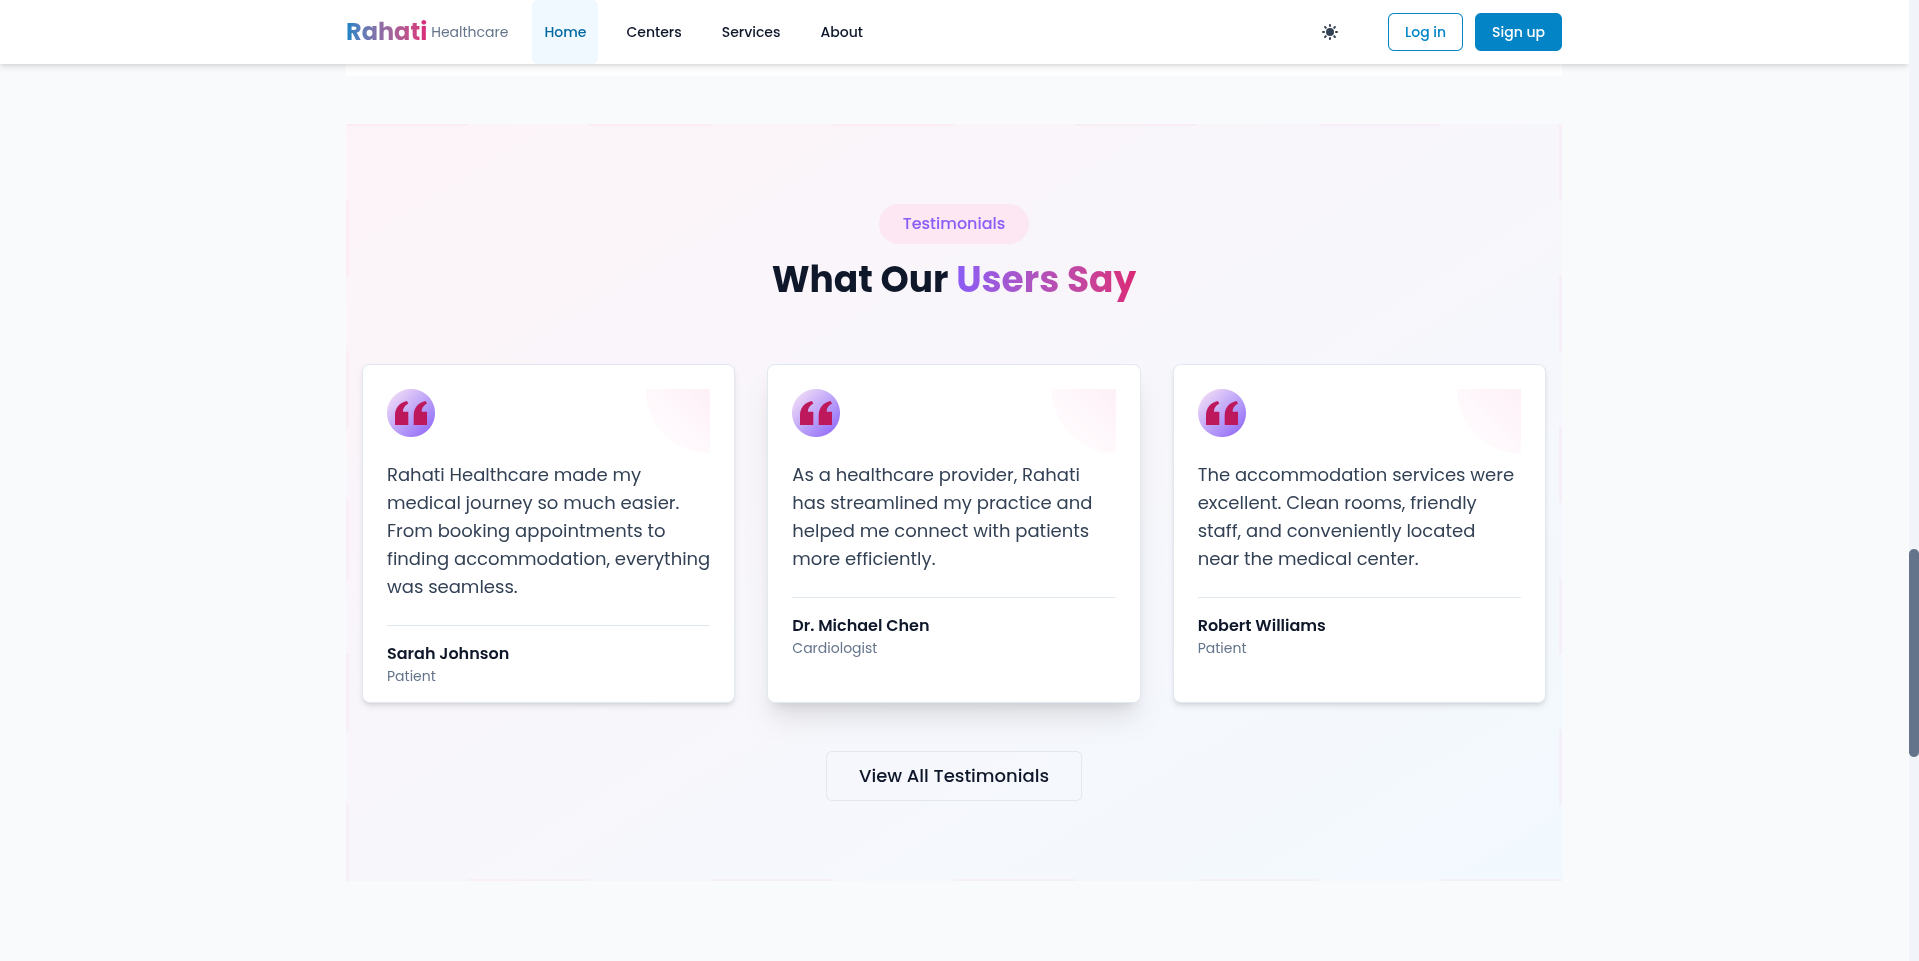 Rahati Healthcare Home Centers Services About Log in Sign up
Testimonials
What Our Users Say
Rahati Healthcare made my
medical journey so much easier.
From booking appointments to
finding accommodation, everything
was seamless.
Sarah Johnson
Patient
As a healthcare provider, Rahati
has streamlined my practice and
helped me connect with patients
more efficiently.
Dr. Michael Chen
Cardiologist
The accommodation services were
excellent. Clean rooms, friendly
staff, and conveniently located
near the medical center.
Robert Williams
Patient
View All Testimonials